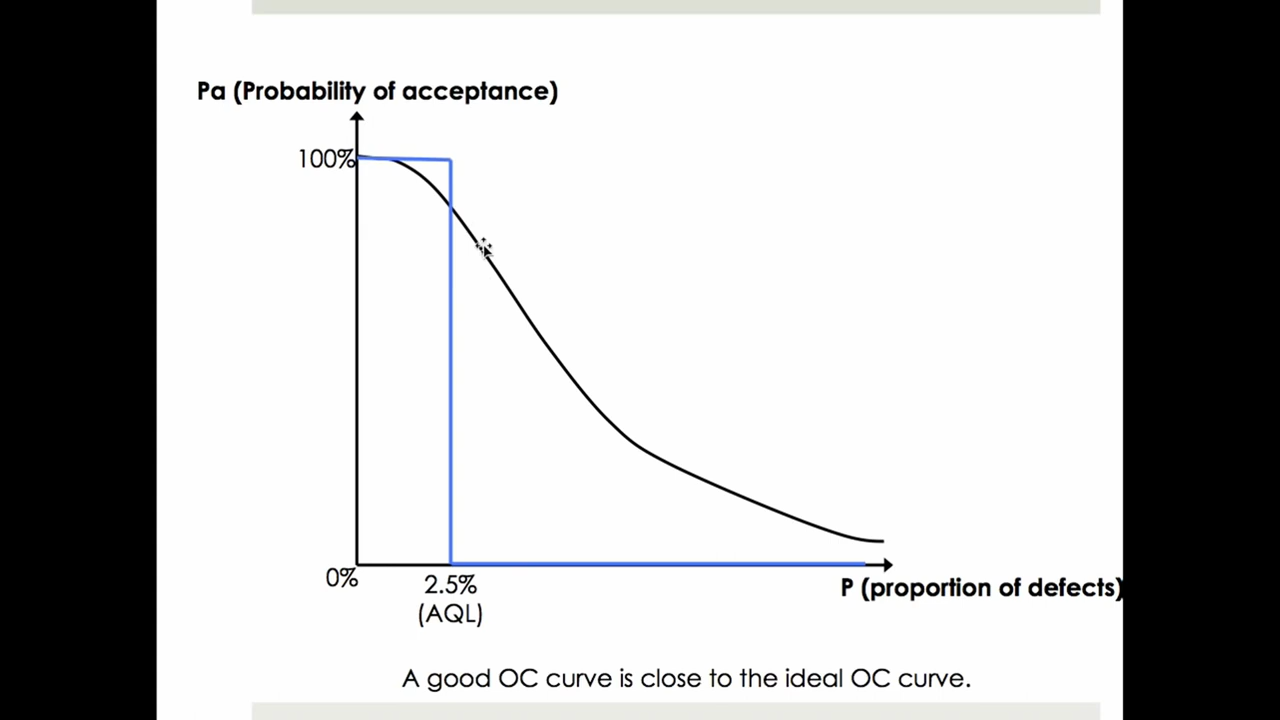 Pa (Probability of acceptance)
100%
0%
2.5%
(AQL)
P (proportion of defects)
A good OC curve is close to the ideal OC curve.